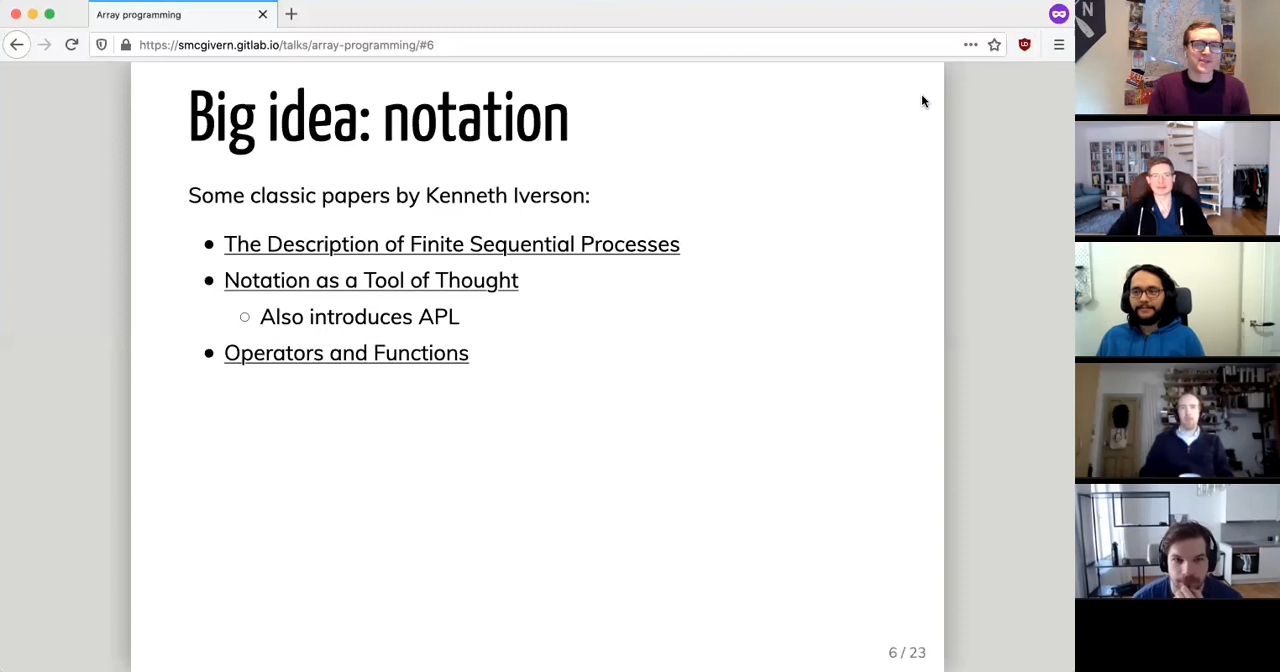 Array programming
https://smcgivern.gitlab.io/talks/array-programming/#6
Big idea: notation
Some classic papers by Kenneth Iverson:
The Description of Finite Sequential Processes
Notation as a Tool of Thought
Also introduces APL
Operators and Functions
6 / 23
N